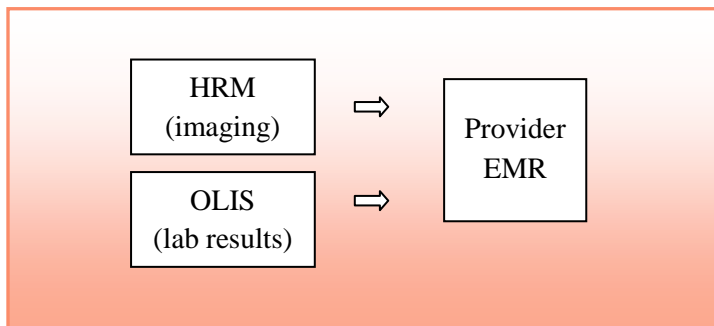 HRM
(imaging)
OLIS
(lab results)
Provider
EMR